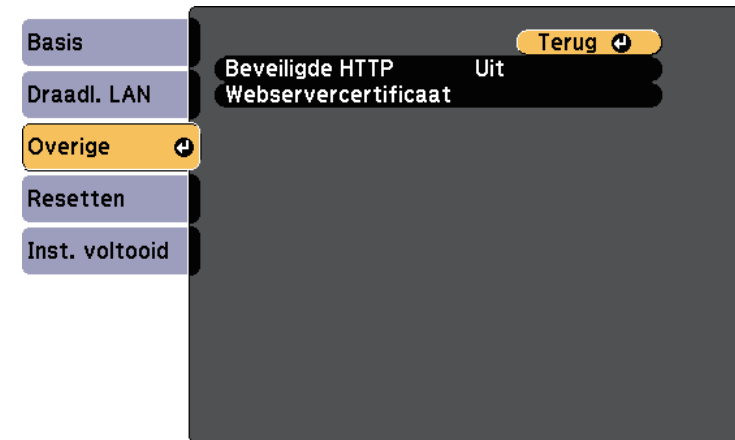 Basis
Draadl. LAN
Overige
Resetten
Inst. voltooid
Terug
Beveiligde HTTP Uit
Webservercertificaat